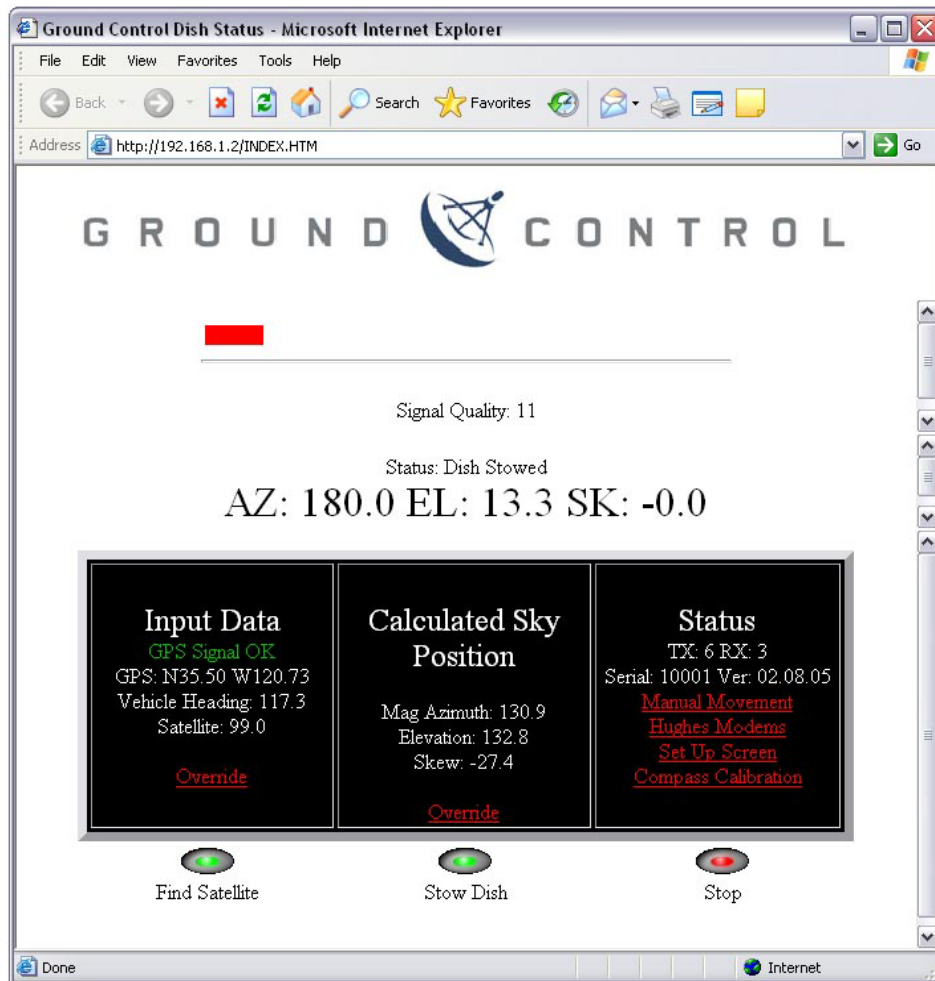 Ground Control Dish Status - Microsoft Internet Explorer
File Edit View Favorites Tools Help
Back Search Favorites
Address http://192.168.1.2/INDEX.HTM Go
GROUND CONTROL
Signal Quality: 11
Status: Dish Stowed
AZ: 180.0 EL: 13.3 SK: -0.0
Input Data
GPS Signal OK
GPS: N35.50 W120.73
Vehicle Heading: 117.3
Satellite: 99.0
Override
Calculated Sky
Position
Mag Azimuth: 130.9
Elevation: 132.8
Skew: -27.4
Override
Status
TX: 6 RX: 3
Serial: 10001 Ver: 02.08.05
Manual Movement
Hughes Modems
Set Up Screen
Compass Calibration
Find Satellite
Stow Dish
Stop
Done
Internet